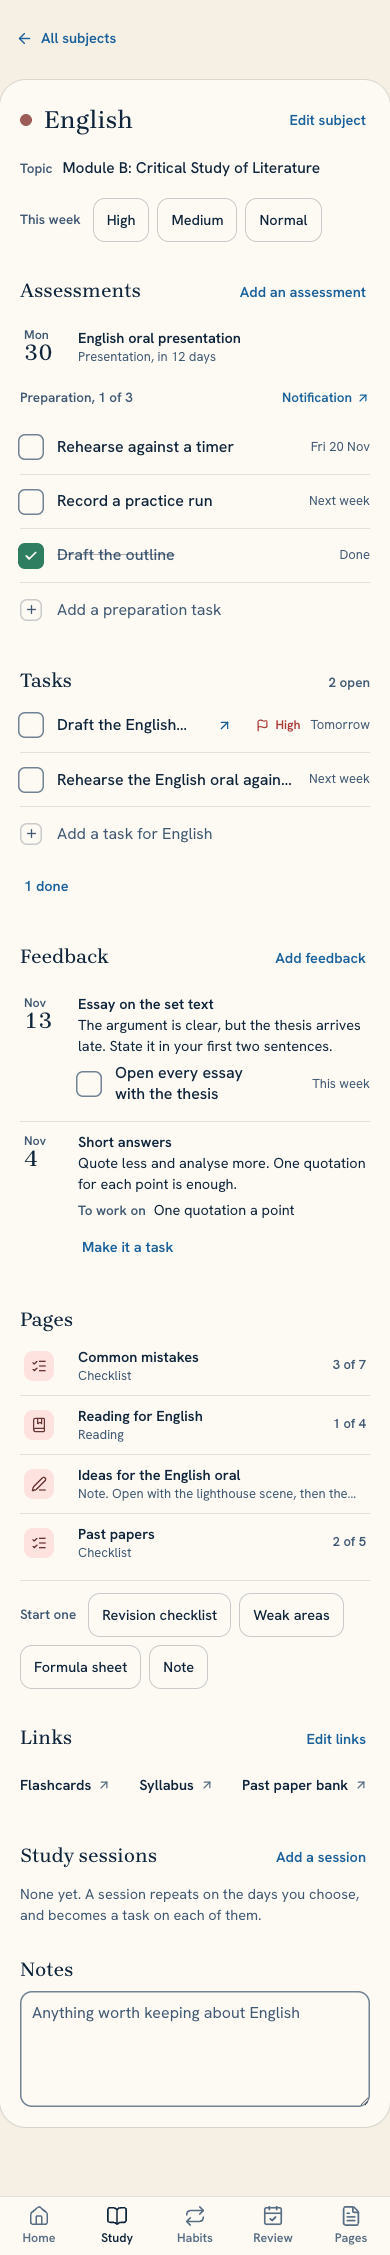 All subjects
English
Edit subject
Topic Module B: Critical Study of Literature
This week High Medium Normal
Assessments
Add an assessment
Mon
30
English oral presentation
Presentation, in 12 days
Preparation, 1 of 3
Notification
Rehearse against a timer
Fri 20 Nov
Record a practice run
Next week
Draft the outline
Done
Add a preparation task
Tasks
2 open
Draft the English...
High Tomorrow
Rehearse the English oral again...
Next week
Add a task for English
1 done
Feedback
Add feedback
Nov
13
Essay on the set text
The argument is clear, but the thesis arrives
late. State it in your first two sentences.
Open every essay
with the thesis
This week
Nov
4
Short answers
Quote less and analyse more. One quotation
for each point is enough.
To work on One quotation a point
Make it a task
Pages
Common mistakes
Checklist
3 of 7
Reading for English
Reading
1 of 4
Ideas for the English oral
Note. Open with the lighthouse scene, then the...
Past papers
Checklist
2 of 5
Start one Revision checklist Weak areas
Formula sheet Note
Links
Edit links
Flashcards Syllabus Past paper bank
Study sessions
Add a session
None yet. A session repeats on the days you choose,
and becomes a task on each of them.
Notes
Anything worth keeping about English
Home Study Habits Review Pages